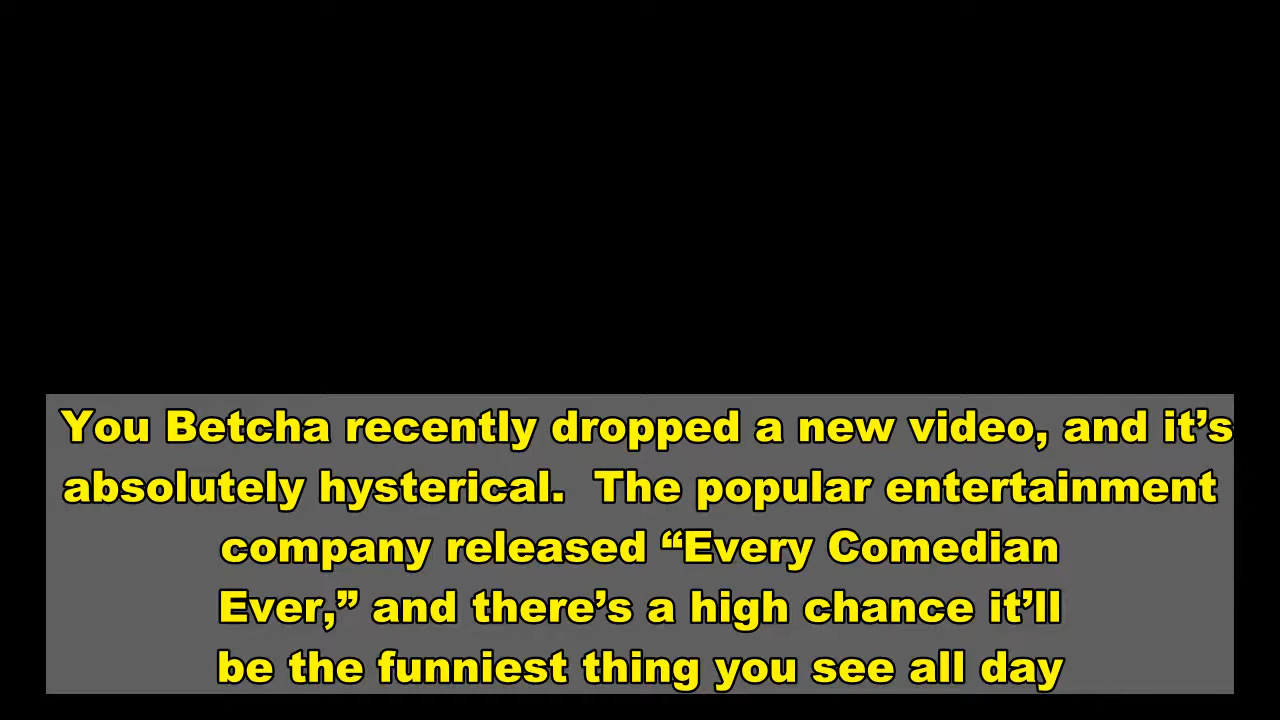 You Betcha recently dropped a new video, and it’s
absolutely hysterical.  The popular entertainment
company released “Every Comedian
Ever,” and there’s a high chance it’ll
be the funniest thing you see all day